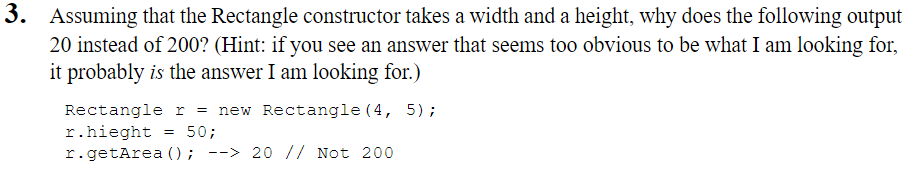 3. Assuming that the Rectangle constructor takes a width and a height, why does the following output
20 instead of 200? (Hint: if you see an answer that seems too obvious to be what I am looking for,
it probably is the answer I am looking for.)
Rectangle r = new Rectangle(4, 5);
r.hieght = 50;
r.getArea(); --> 20 // Not 200